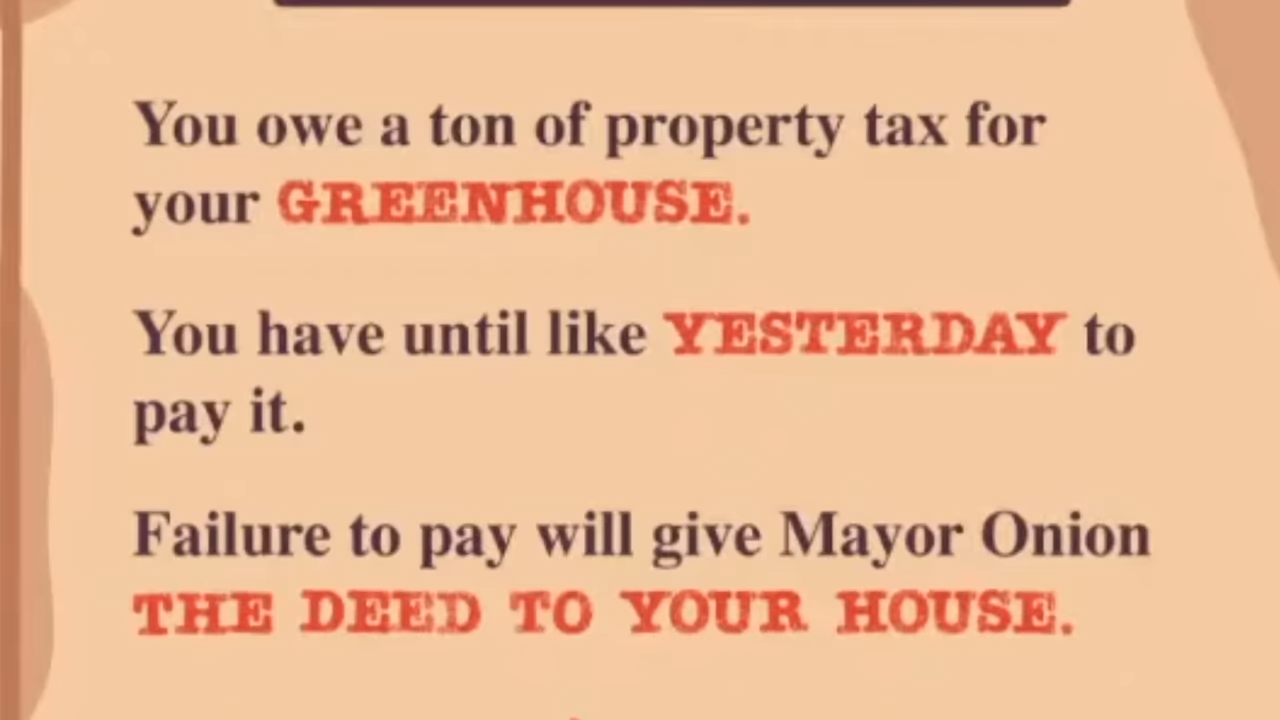 You owe a ton of property tax for
your GREENHOUSE.
You have until like YESTERDAY to
pay it.
Failure to pay will give Mayor Onion
THE DEED TO YOUR HOUSE.